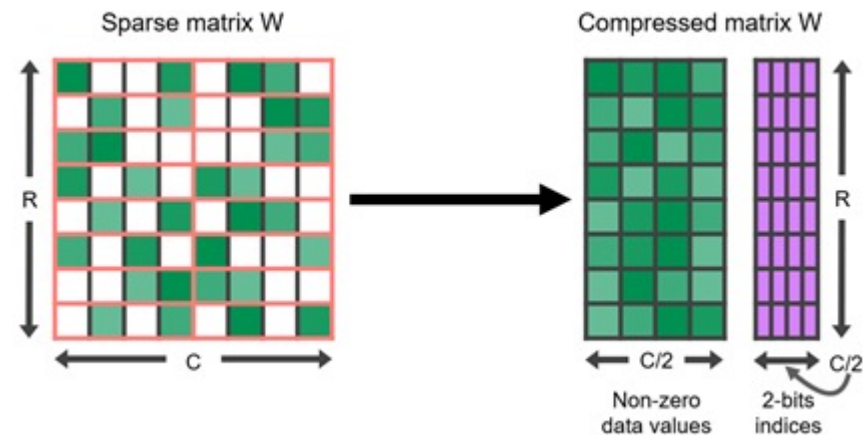 Sparse matrix W
Compressed matrix W
R
R
C
C/2
C/2
Non-zero
data values
2-bits
indices